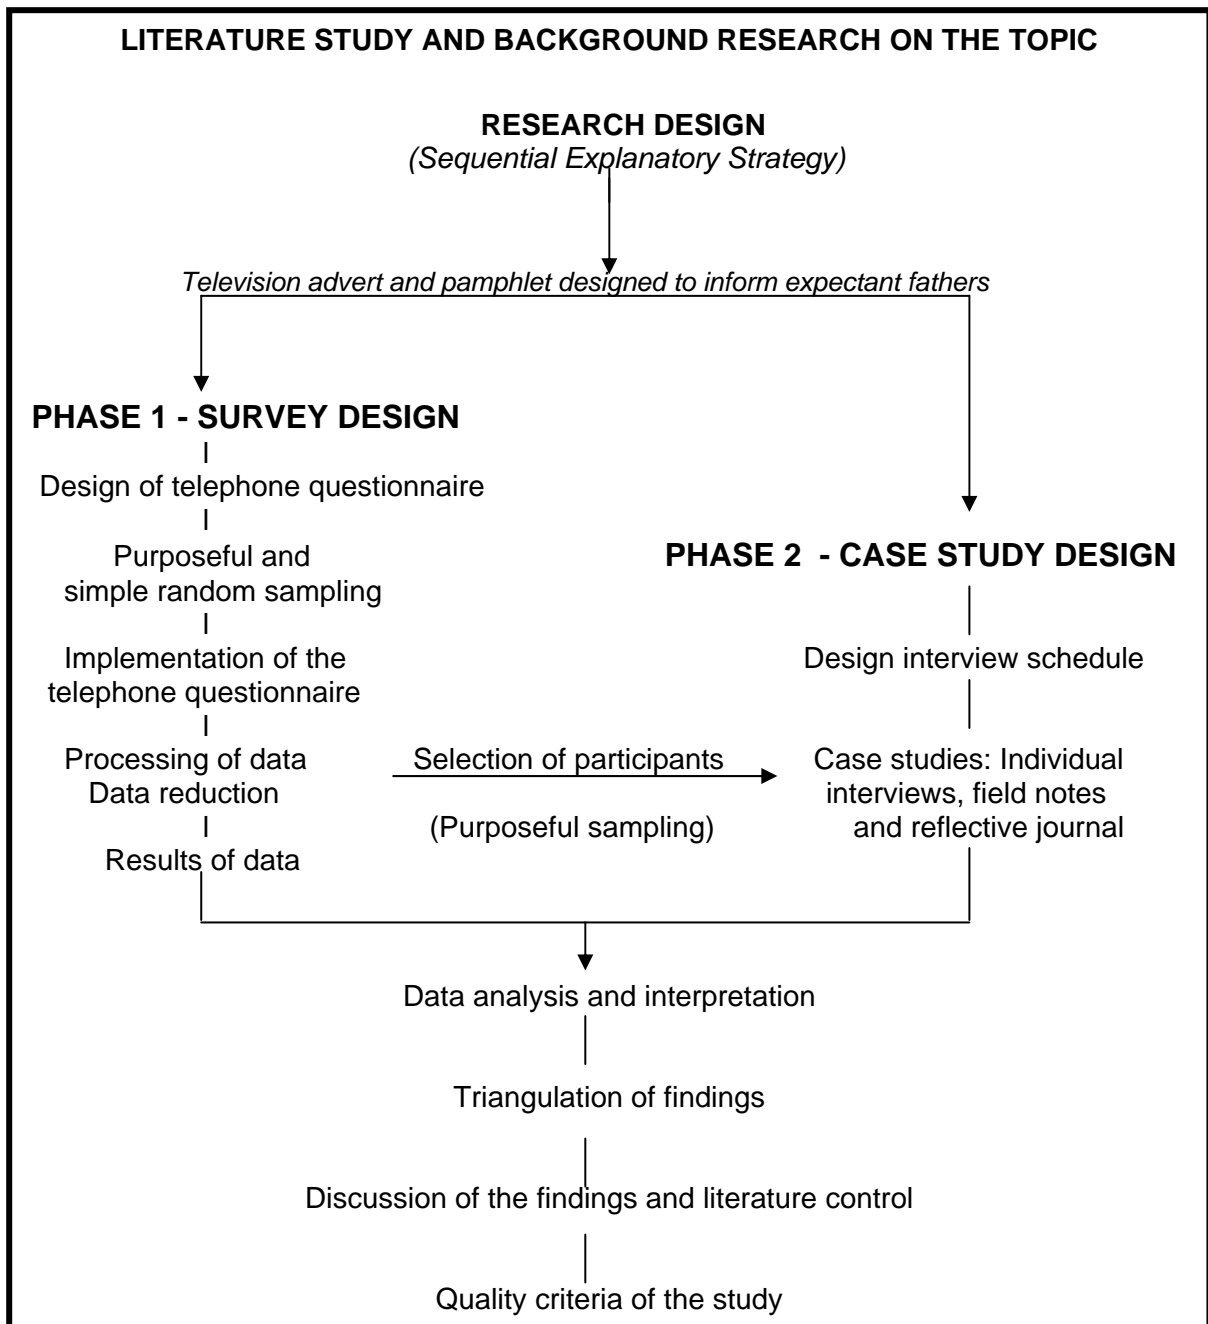 LITERATURE STUDY AND BACKGROUND RESEARCH ON THE TOPIC
RESEARCH DESIGN
(Sequential Explanatory Strategy)
Television advert and pamphlet designed to inform expectant fathers
PHASE 1 - SURVEY DESIGN
Design of telephone questionnaire
Purposeful and
simple random sampling
Implementation of the
telephone questionnaire
Processing of data
Data reduction
Results of data
Selection of participants
(Purposeful sampling)
PHASE 2 - CASE STUDY DESIGN
Design interview schedule
Case studies: Individual
interviews, field notes
and reflective journal
Data analysis and interpretation
Triangulation of findings
Discussion of the findings and literature control
Quality criteria of the study